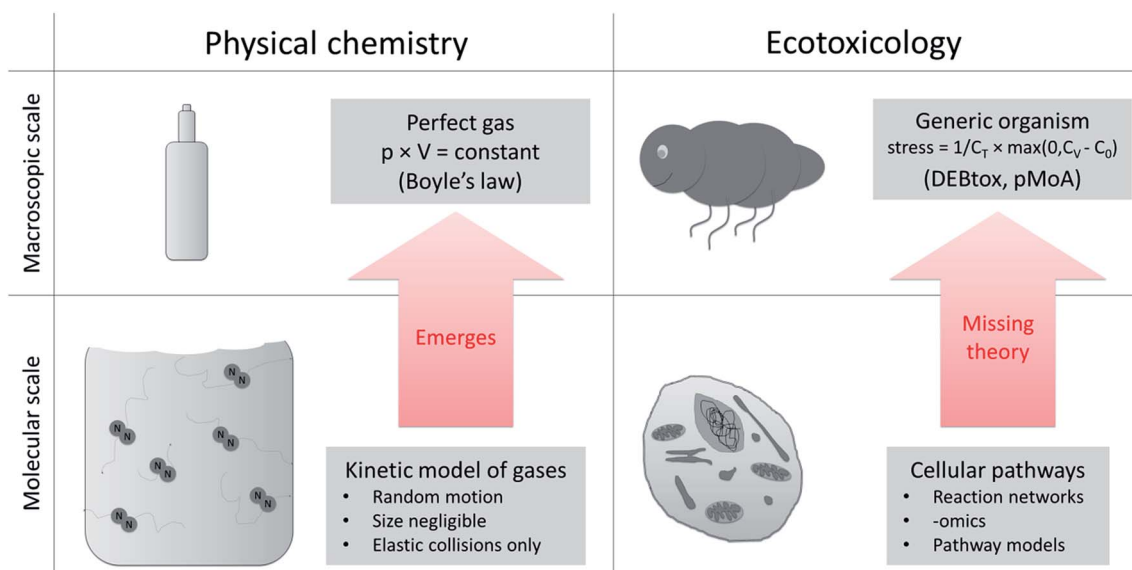 Physical chemistry
Ecotoxicology
Macroscopic scale
Perfect gas
p × V = constant
(Boyle's law)
Generic organism
stress = 1/C_T × max(0,C_V - C_0)
(DEBtox, pMoA)
Emerges
Missing
theory
Molecular scale
N N
N N
N N
N N
N N
N N
Kinetic model of gases
• Random motion
• Size negligible
• Elastic collisions only
Cellular pathways
• Reaction networks
• -omics
• Pathway models